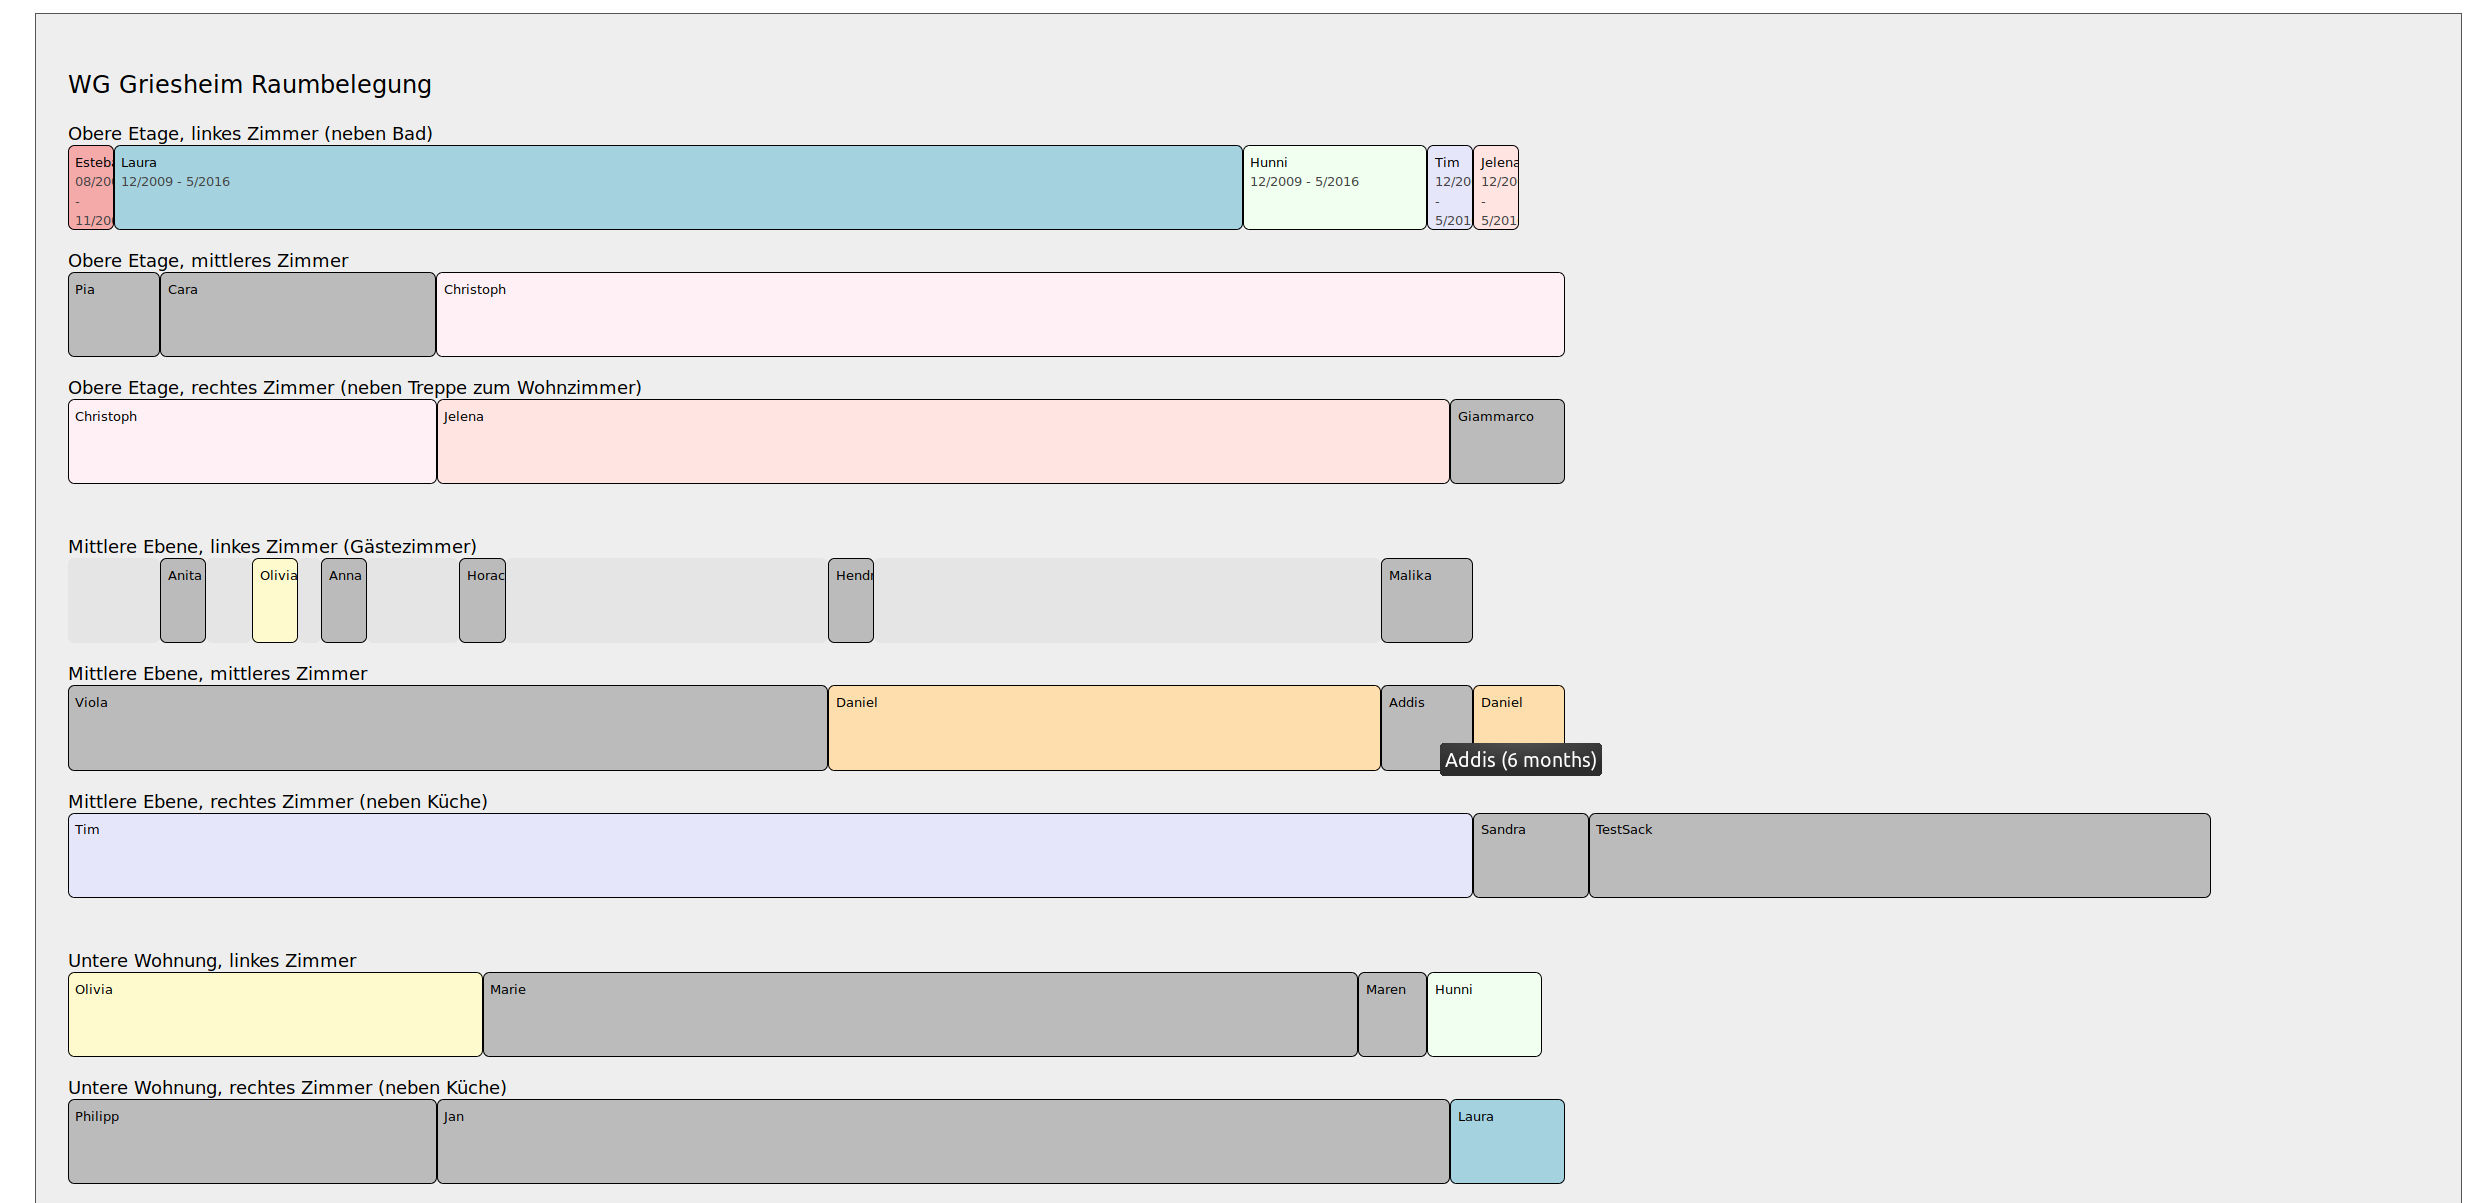 WG Griesheim Raumbelegung
Obere Etage, linkes Zimmer (neben Bad)
Esteba Laura Hunni Tim Jelena
08/200 12/2009 - 5/2016 12/2009 - 5/2016 12/20 12/20
- - -
11/200 5/201 5/201
Obere Etage, mittleres Zimmer
Pia Cara Christoph
Obere Etage, rechtes Zimmer (neben Treppe zum Wohnzimmer)
Christoph Jelena Giammarco
Mittlere Ebene, linkes Zimmer (Gästezimmer)
Anita Olivia Anna Horac Hendr Malika
Mittlere Ebene, mittleres Zimmer
Viola Daniel Addis Daniel
Addis (6 months)
Mittlere Ebene, rechtes Zimmer (neben Küche)
Tim Sandra TestSack
Untere Wohnung, linkes Zimmer
Olivia Marie Maren Hunni
Untere Wohnung, rechtes Zimmer (neben Küche)
Philipp Jan Laura